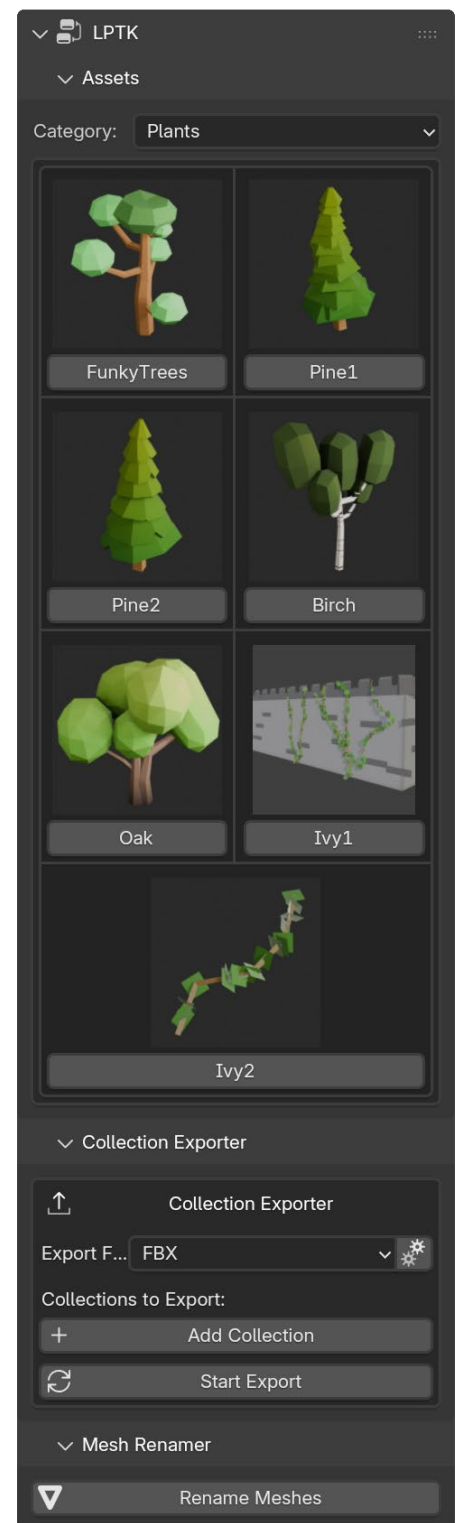 LPTK
Assets
Category: Plants
FunkyTrees Pine1
Pine2 Birch
Oak Ivy1
Ivy2
Collection Exporter
Collection Exporter
Export F... FBX
Collections to Export:
Add Collection
Start Export
Mesh Renamer
Rename Meshes